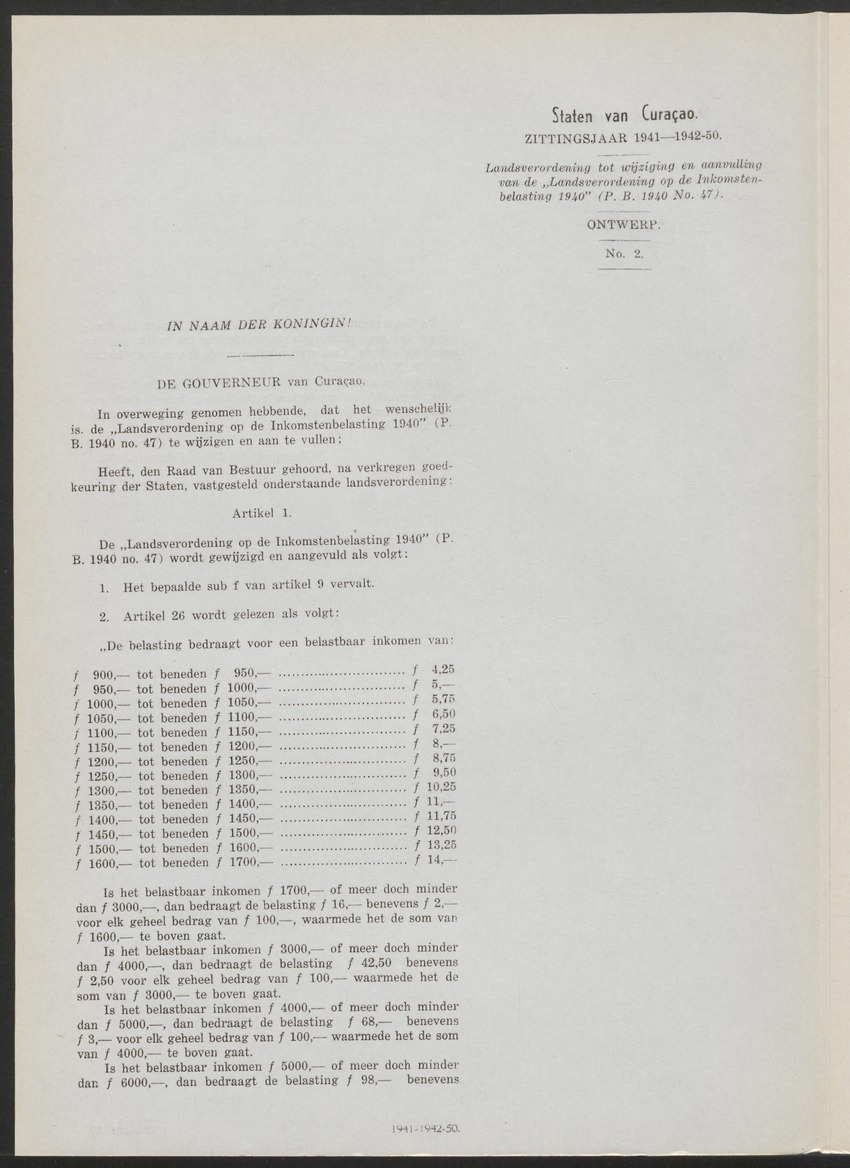 Staten van Curaçao.
ZITTINGSJAAR 1941—1942-50.
Landsverordening tot wijziging en aanvulling
van de „Landsverordening op de Inkomsten-
belasting 1940” (P. B. 1940 No. 47).
ONTWERP.
No. 2.
IN NAAM DER KONINGIN!
DE GOUVERNEUR van Curaçao.
In overweging genomen hebbende, dat het wenschelijk
is. de „Landsverordening op de Inkomstenbelasting 1940” (P.
B. 1940 no. 47) te wijzigen en aan te vullen;
Heeft, den Raad van Bestuur gehoord, na verkregen goed-
keuring der Staten, vastgesteld onderstaande landsverordening:
Artikel 1.
De „Landsverordening op de Inkomstenbelasting 1940” (P.
B. 1940 no. 47) wordt gewijzigd en aangevuld als volgt:
1. Het bepaalde sub f van artikel 9 vervalt.
2. Artikel 26 wordt gelezen als volgt:
„De belasting bedraagt voor een belastbaar inkomen van:
f 900,— tot beneden f 950,— ............................ f 4,25
f 950,— tot beneden f 1000,— ............................ f 5,—
f 1000,— tot beneden f 1050,— ............................ f 5,75
f 1050,— tot beneden f 1100,— ............................ f 6,50
f 1100,— tot beneden f 1150,— ............................ f 7,25
f 1150,— tot beneden f 1200,— ............................ f 8,—
f 1200,— tot beneden f 1250,— ............................ f 8,75
f 1250,— tot beneden f 1300,— ............................ f 9,50
f 1300,— tot beneden f 1350,— ............................ f 10,25
f 1350,— tot beneden f 1400,— ............................ f 11,—
f 1400,— tot beneden f 1450,— ............................ f 11,75
f 1450,— tot beneden f 1500,— ............................ f 12,50
f 1500,— tot beneden f 1600,— ............................ f 13,25
f 1600,— tot beneden f 1700,— ............................ f 14,—
Is het belastbaar inkomen f 1700,— of meer doch minder
dan f 3000,—, dan bedraagt de belasting f 16,— benevens f 2,—
voor elk geheel bedrag van f 100,—, waarmede het de som van
f 1600,— te boven gaat.
Is het belastbaar inkomen f 3000,— of meer doch minder
dan f 4000,—, dan bedraagt de belasting f 42,50 benevens
f 2,50 voor elk geheel bedrag van f 100,— waarmede het de
som van f 3000,— te boven gaat.
Is het belastbaar inkomen f 4000,— of meer doch minder
dan f 5000,—, dan bedraagt de belasting f 68,— benevens
f 3,— voor elk geheel bedrag van f 100,— waarmede het de som
van f 4000,— te boven gaat.
Is het belastbaar inkomen f 5000,— of meer doch minder
dan f 6000,—, dan bedraagt de belasting f 98,— benevens
1941-1942-50.